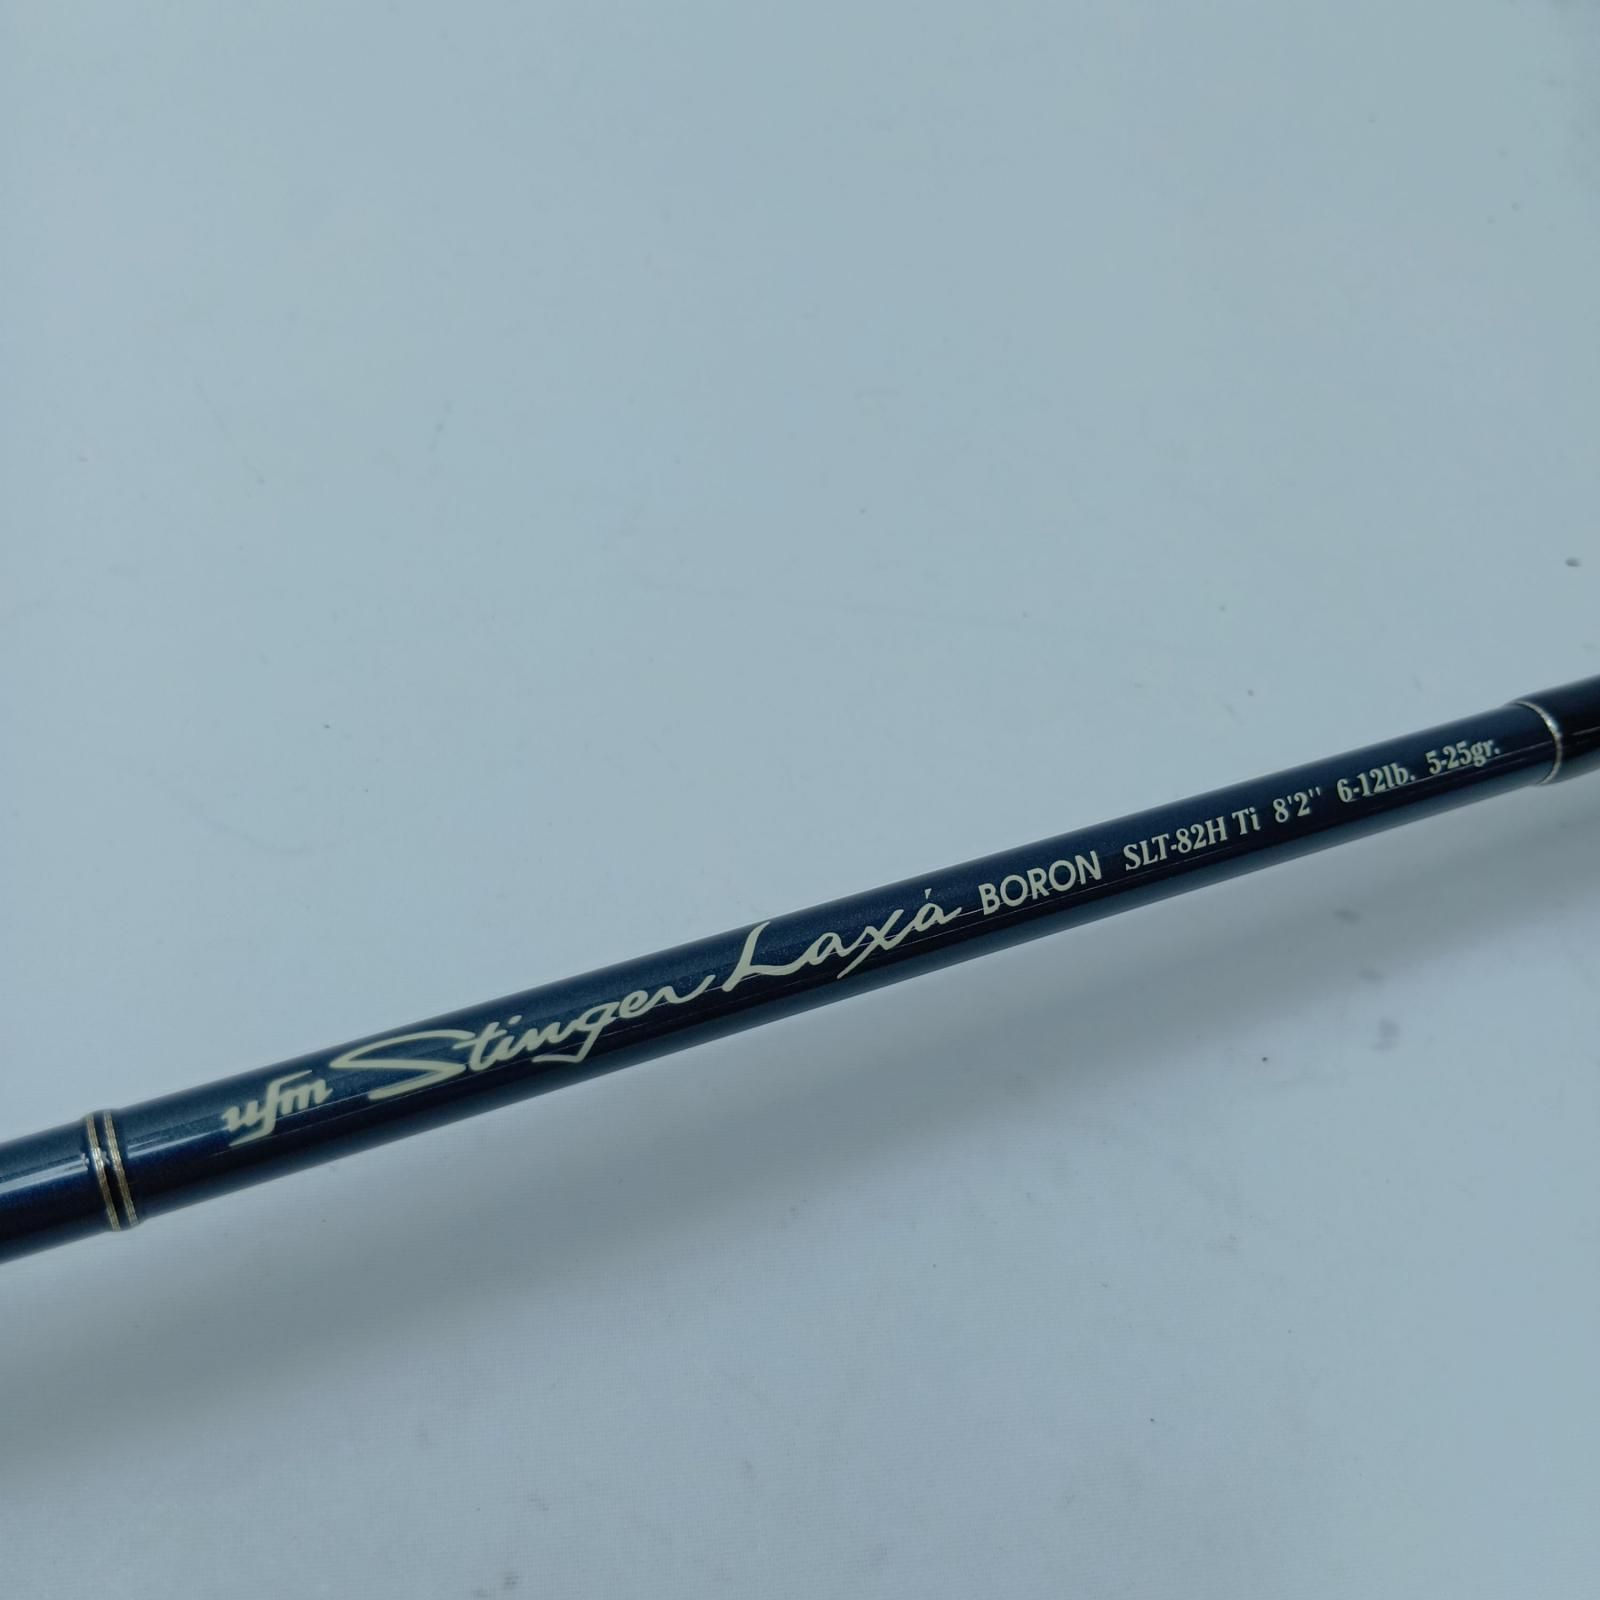 ufm Stinger Laxá BORON SLT-82H Ti 8'2'' 6-12lb. 5-25gr.